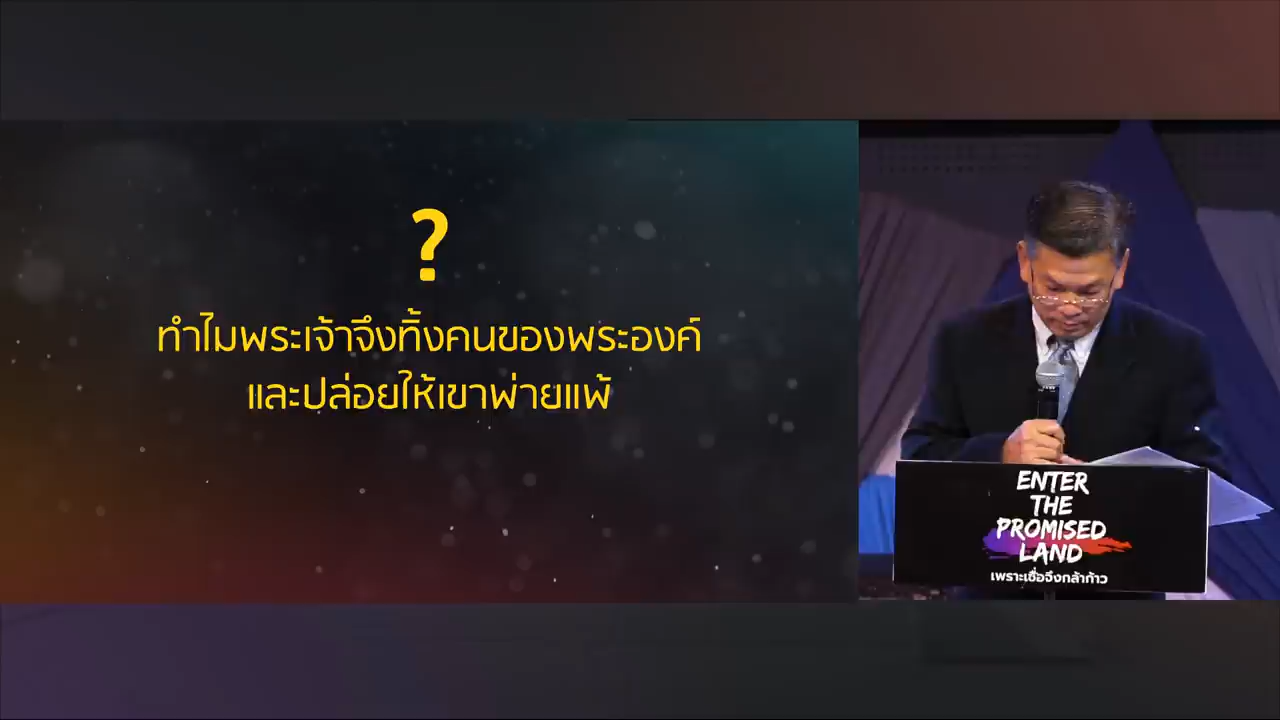 ?
ทำไมพระเจ้าจึงทิ้งคนของพระองค์
และปล่อยให้เขาพ่ายแพ้
ENTER
THE
PROMISED
LAND
เพราะเชื่อจึงกล้าก้าว